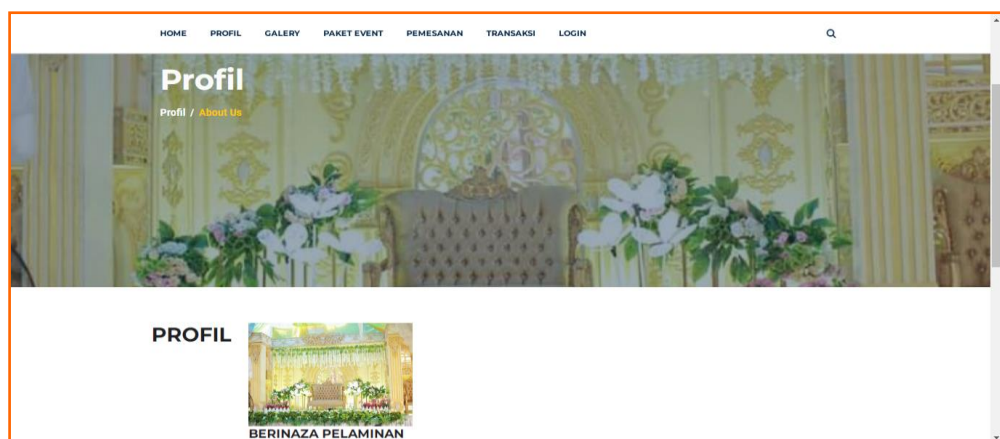 HOME PROFIL GALERY PAKET EVENT PEMESANAN TRANSAKSI LOGIN
Profil
Profil / About Us
PROFIL
BERINAZA PELAMINAN